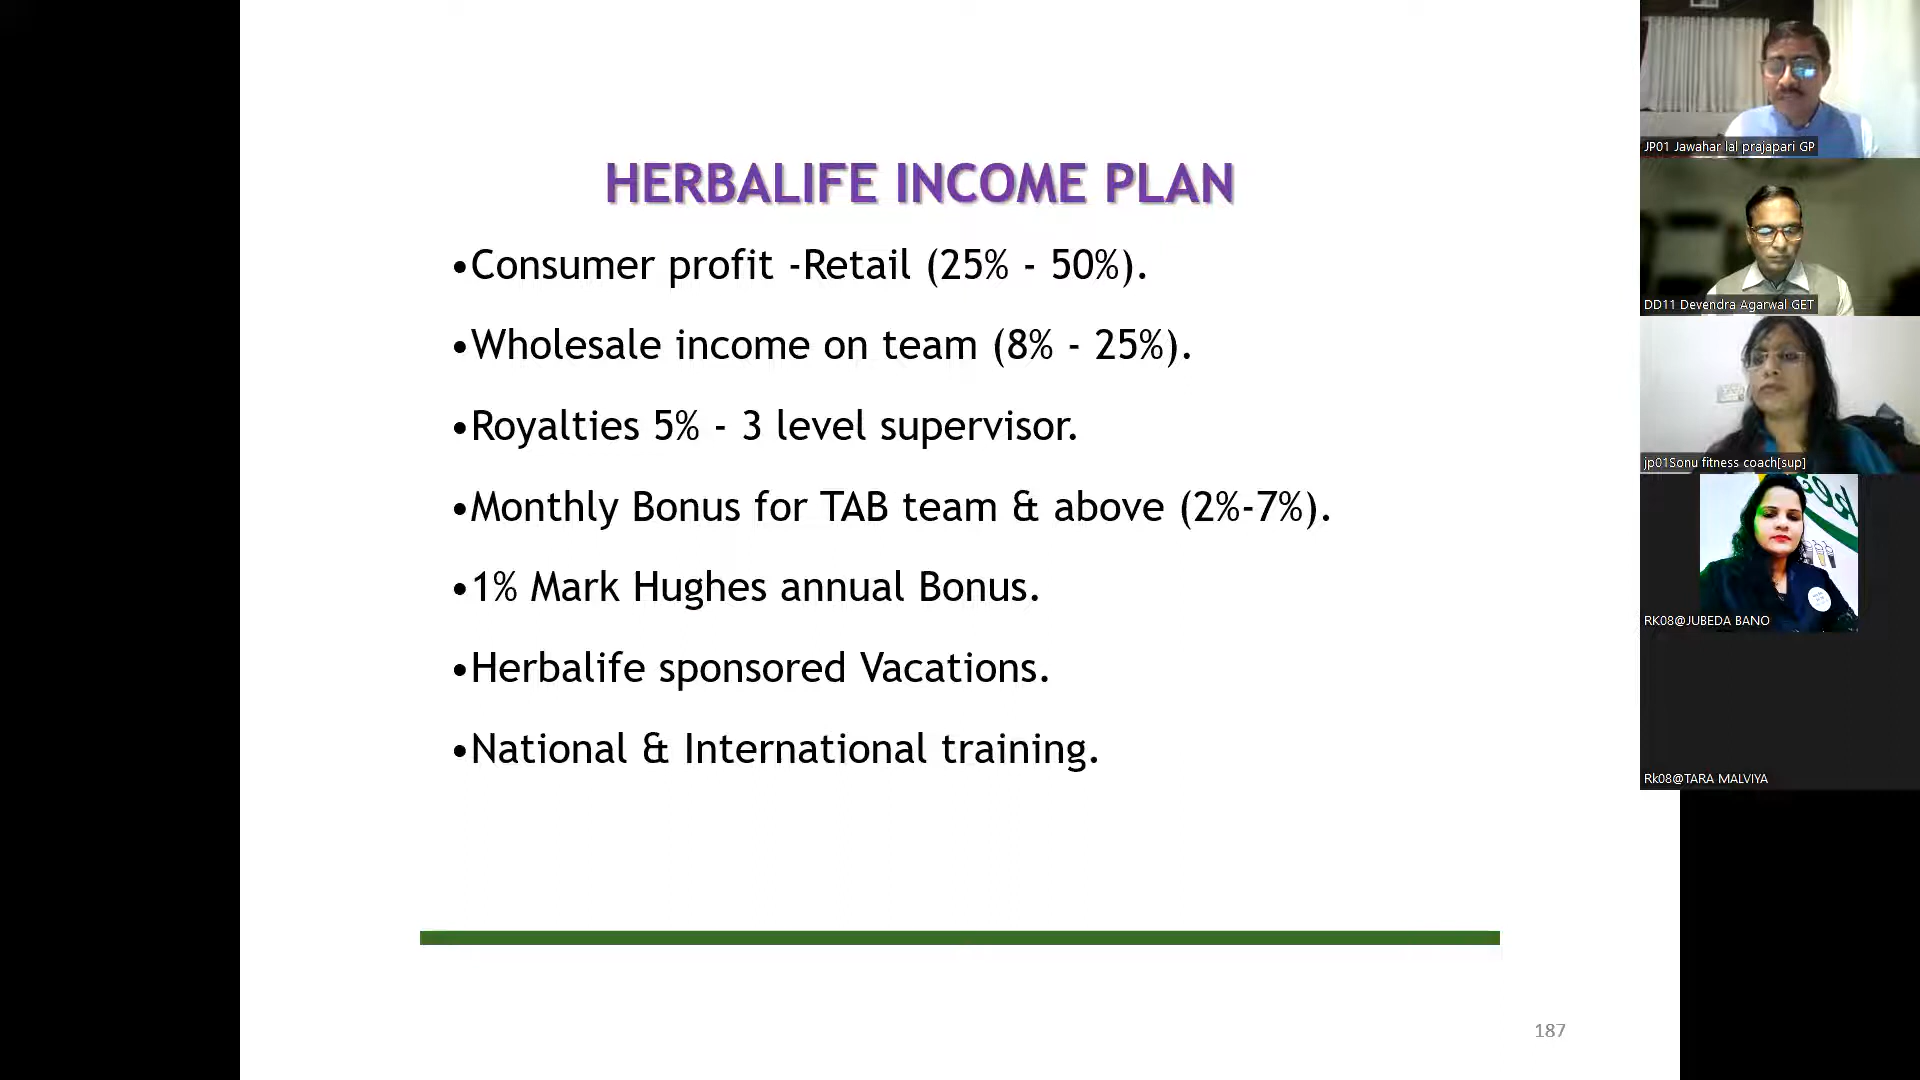 HERBALIFE INCOME PLAN
•Consumer profit -Retail (25% - 50%).
•Wholesale income on team (8% - 25%).
•Royalties 5% - 3 level supervisor.
•Monthly Bonus for TAB team & above (2%-7%).
•1% Mark Hughes annual Bonus.
•Herbalife sponsored Vacations.
•National & International training.
187
JP01 Jawahar lal prajapari GP
DD11 Devendra Agarwal GET
jp01Sonu fitness coach[sup]
RK08@JUBEDA BANO
Rk08@TARA MALVIYA